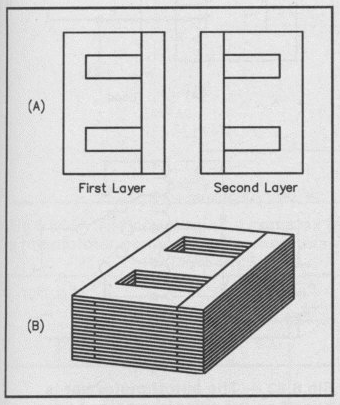 (A)
First Layer Second Layer
(B)